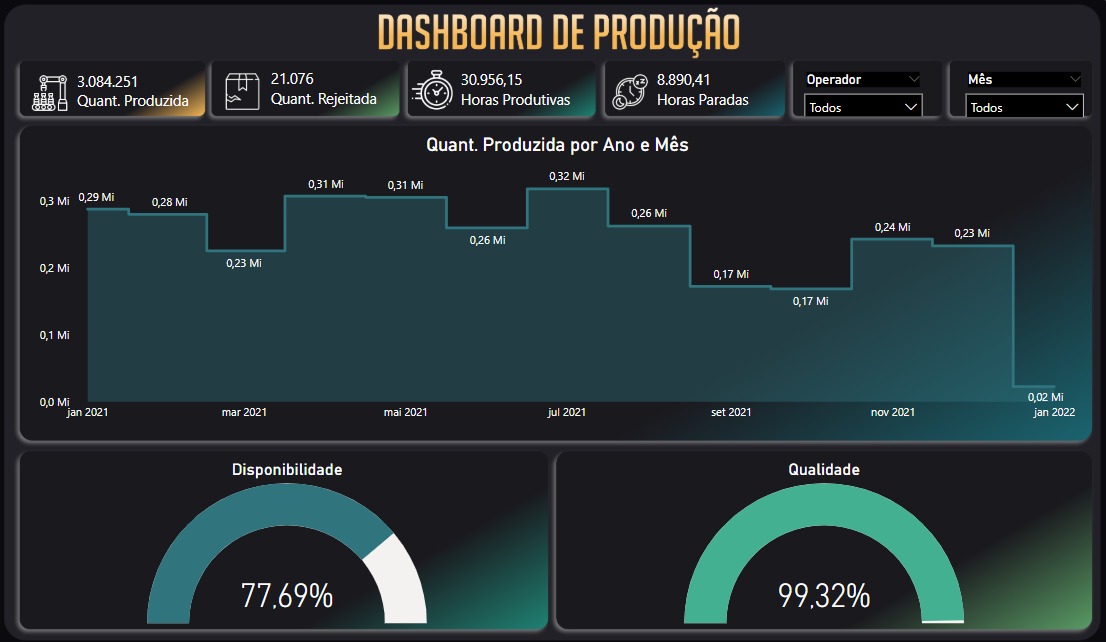 DASHBOARD DE PRODUÇÃO
3.084.251
Quant. Produzida
21.076
Quant. Rejeitada
30.956,15
Horas Produtivas
8.890,41
Horas Paradas
Operador
Todos
Mês
Todos
Quant. Produzida por Ano e Mês
0,3 Mi
0,2 Mi
0,1 Mi
0,0 Mi
0,29 Mi
0,28 Mi
0,23 Mi
0,31 Mi
0,31 Mi
0,26 Mi
0,32 Mi
0,26 Mi
0,17 Mi
0,17 Mi
0,24 Mi
0,23 Mi
0,02 Mi
jan 2021
mar 2021
mai 2021
jul 2021
set 2021
nov 2021
jan 2022
Disponibilidade
77,69%
Qualidade
99,32%